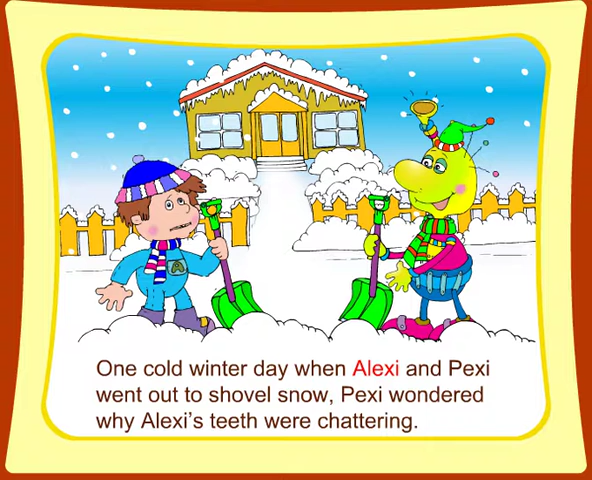 A
One cold winter day when Alexi and Pexi
went out to shovel snow, Pexi wondered
why Alexi's teeth were chattering.